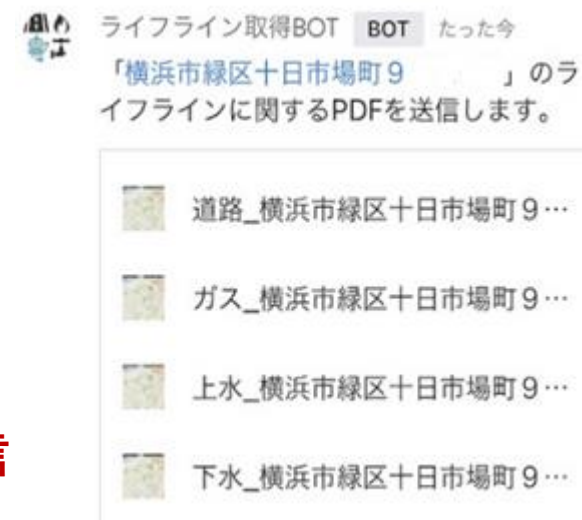 ライフライン取得BOT BOT たった今
「横浜市緑区十日市場町９ 」のラ
イフラインに関するPDFを送信します。
道路_横浜市緑区十日市場町９…
ガス_横浜市緑区十日市場町９…
上水_横浜市緑区十日市場町９…
下水_横浜市緑区十日市場町９…